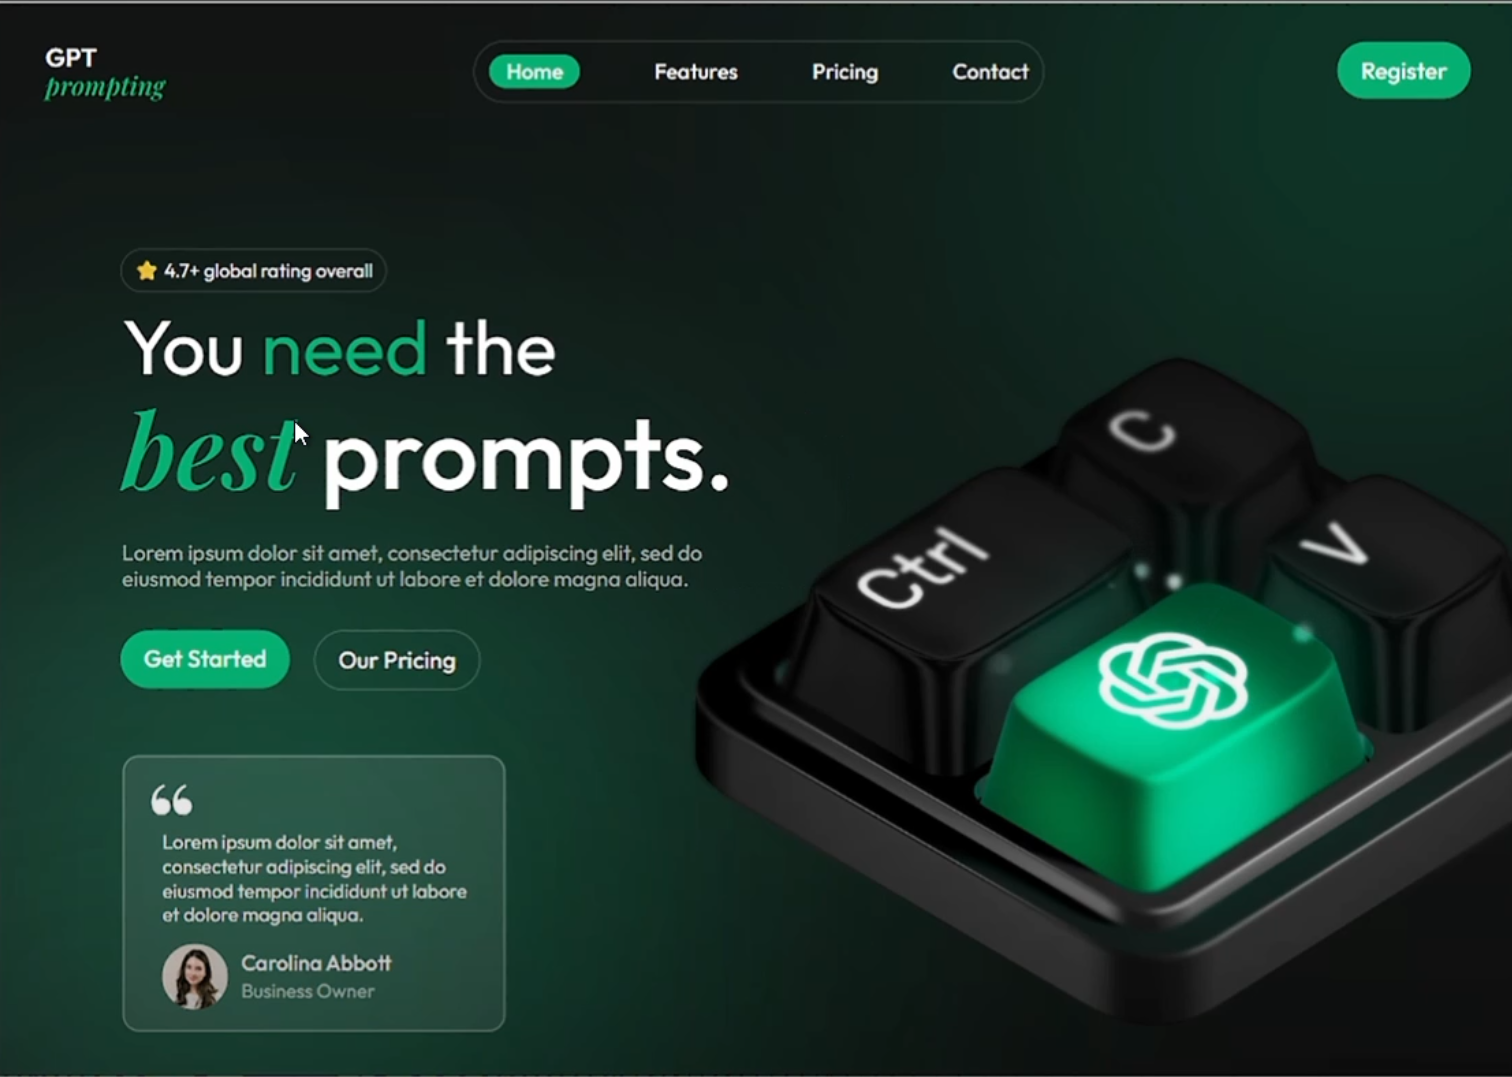 GPT
prompting
Home
Features
Pricing
Contact
Register
4.7+ global rating overall
You need the
best prompts.
Lorem ipsum dolor sit amet, consectetur adipiscing elit, sed do
eiusmod tempor incididunt ut labore et dolore magna aliqua.
Get Started
Our Pricing
“
Lorem ipsum dolor sit amet,
consectetur adipiscing elit, sed do
eiusmod tempor incididunt ut labore
et dolore magna aliqua.
Carolina Abbott
Business Owner
C
Ctrl
V